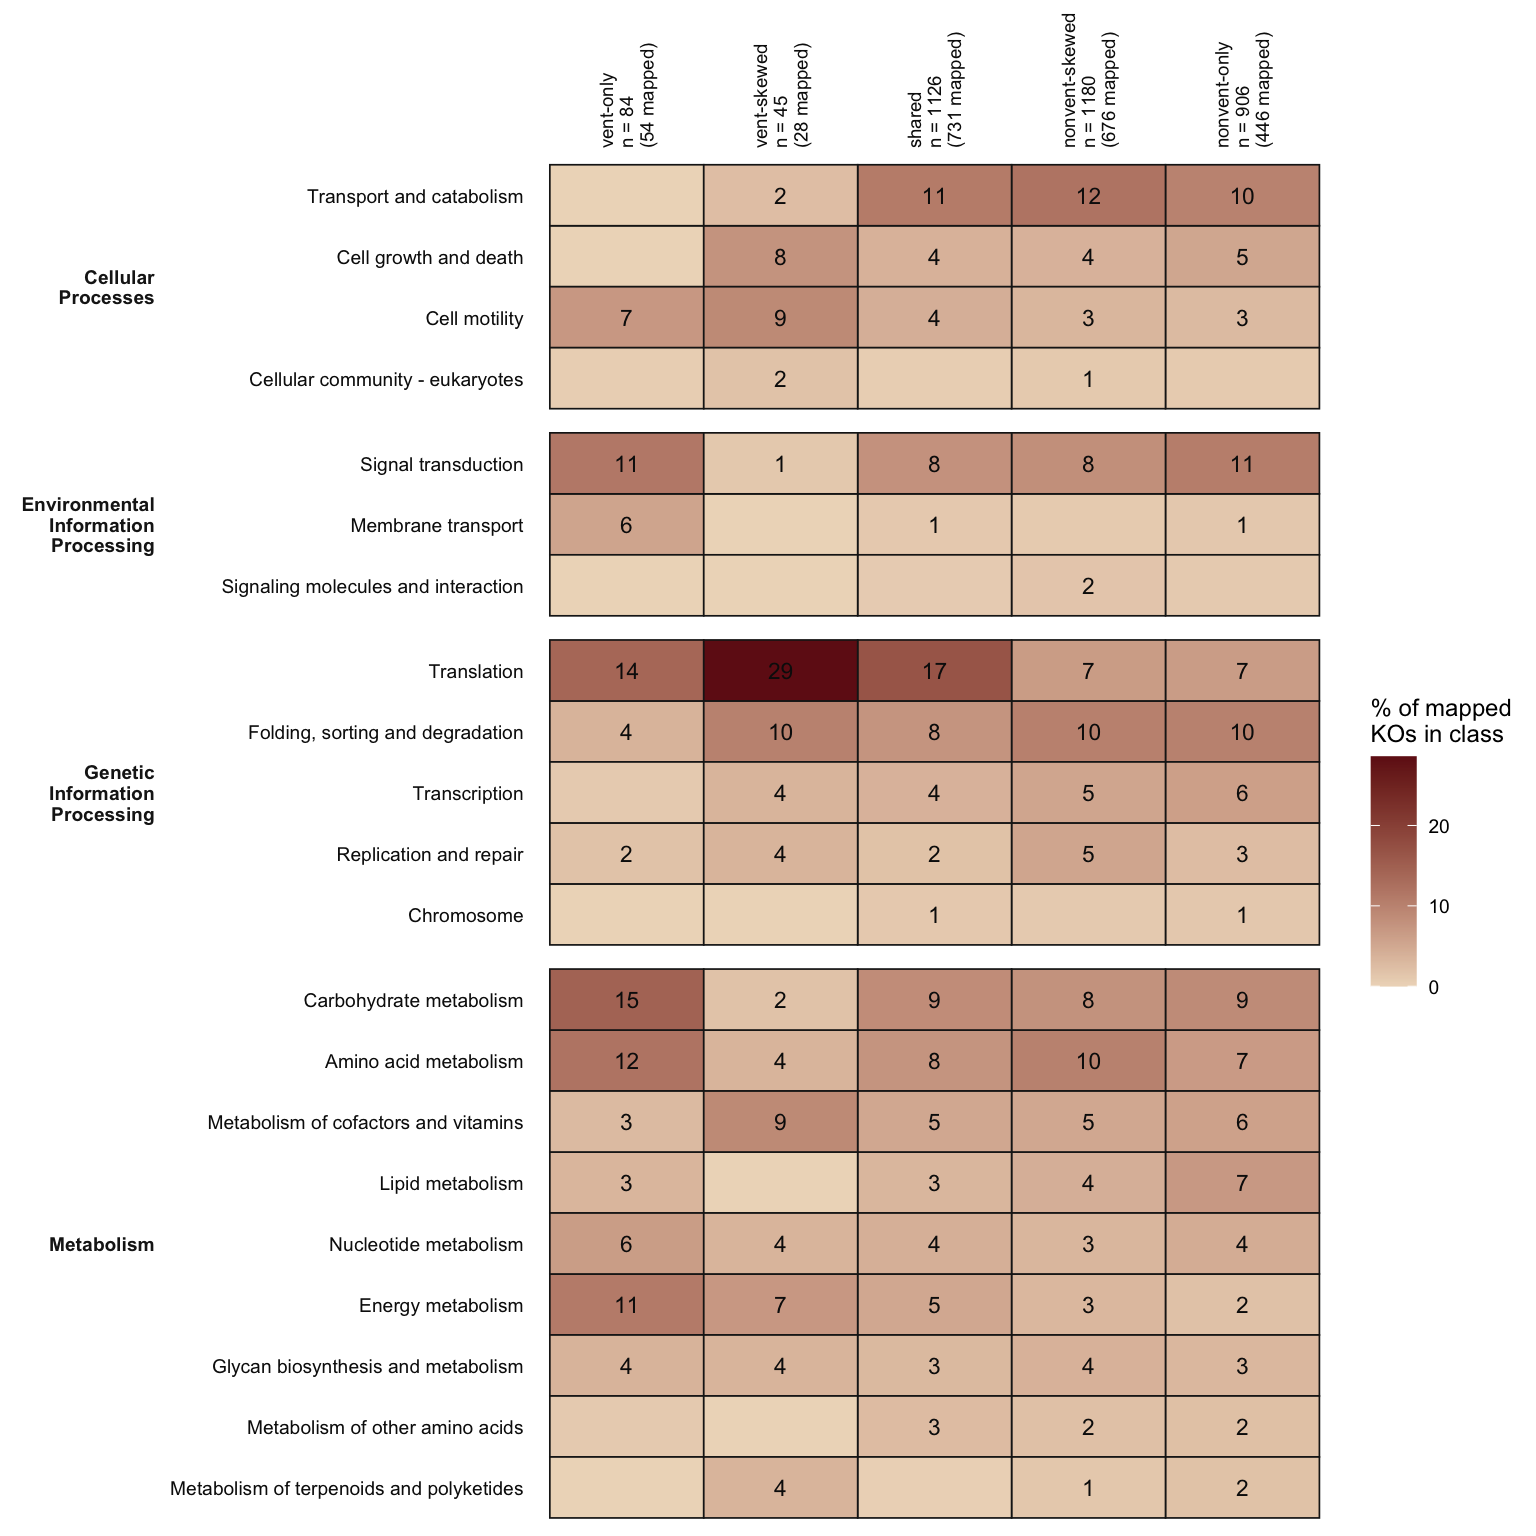 vent-only
n = 84
(54 mapped)
vent-skewed
n = 45
(28 mapped)
shared
n = 1126
(731 mapped)
nonvent-skewed
n = 1180
(676 mapped)
nonvent-only
n = 906
(446 mapped)
Cellular
Processes
Transport and catabolism
2 11 12 10
Cell growth and death
8 4 4 5
Cell motility
7 9 4 3 3
Cellular community - eukaryotes
2 1
Environmental
Information
Processing
Signal transduction
11 1 8 8 11
Membrane transport
6 1 1
Signaling molecules and interaction
2
Genetic
Information
Processing
Translation
14 29 17 7 7
Folding, sorting and degradation
4 10 8 10 10
Transcription
4 4 5 6
Replication and repair
2 4 2 5 3
Chromosome
1 1
Metabolism
Carbohydrate metabolism
15 2 9 8 9
Amino acid metabolism
12 4 8 10 7
Metabolism of cofactors and vitamins
3 9 5 5 6
Lipid metabolism
3 3 4 7
Nucleotide metabolism
6 4 4 3 4
Energy metabolism
11 7 5 3 2
Glycan biosynthesis and metabolism
4 4 3 4 3
Metabolism of other amino acids
3 2 2
Metabolism of terpenoids and polyketides
4 1 2
% of mapped
KOs in class
20
10
0